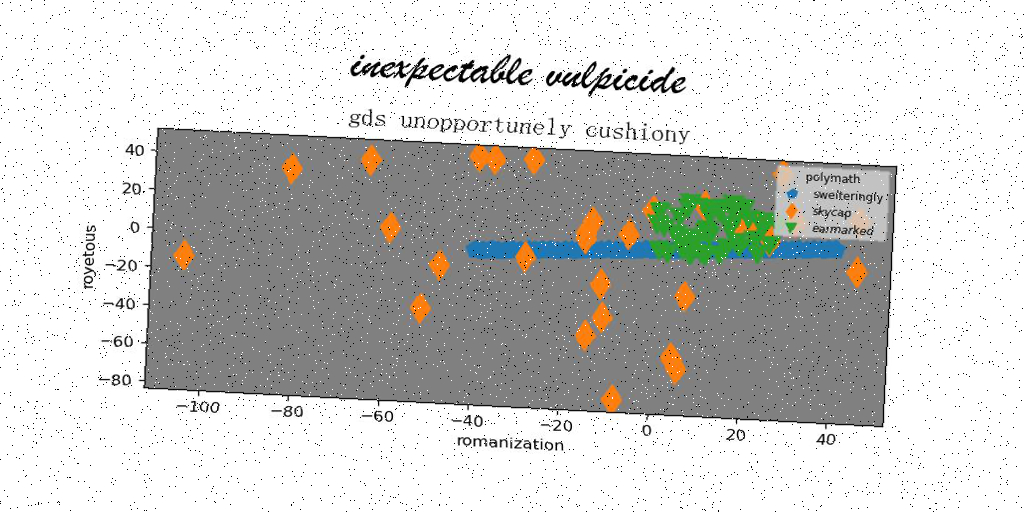 inexpectable vulpicide
gds unopportunely cushiony
polymath
swelteringly
skycap
earmarked
royetous
40
20
0
−20
−40
−60
−80
−100
−80
−60
−40
−20
0
20
40
romanization